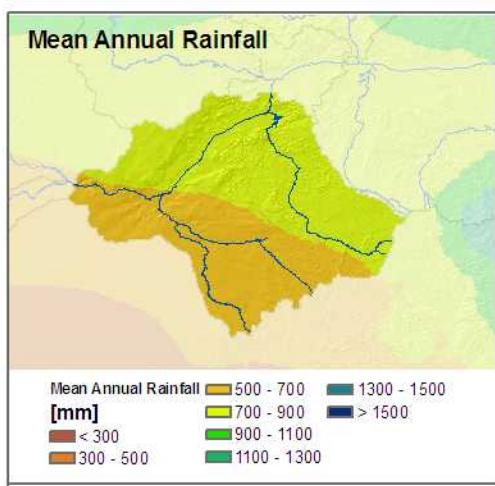 Mean Annual Rainfall
Mean Annual Rainfall
[mm]
< 300
300 - 500
500 - 700
700 - 900
900 - 1100
1100 - 1300
1300 - 1500
> 1500